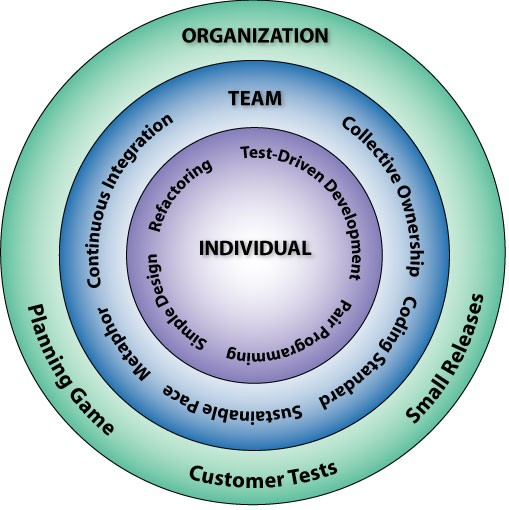 ORGANIZATION
TEAM
Continuous Integration
Collective Ownership
Refactoring
Test-Driven Development
INDIVIDUAL
Simple Design
Pair Programming
Metaphor
Coding Standard
Sustainable Pace
Planning Game
Small Releases
Customer Tests